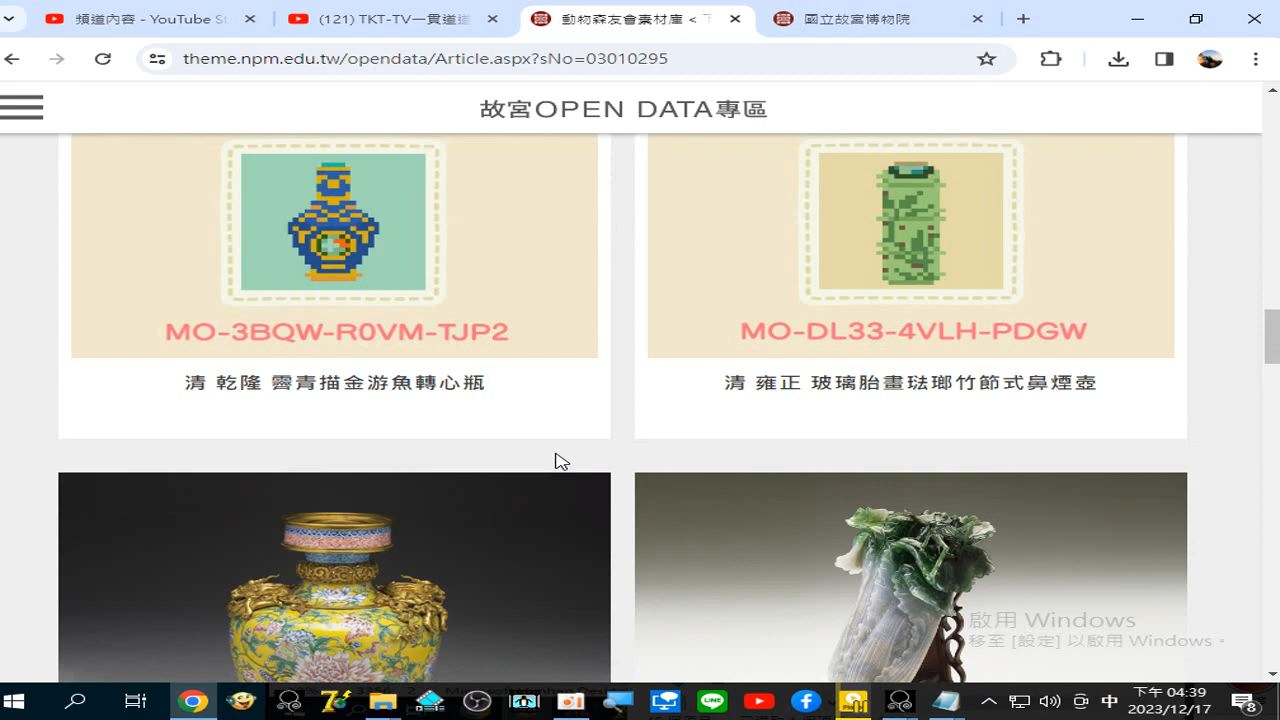 頻道內容 - YouTube St
(121) TKT-TV一貫道道
動物森友會素材庫 < 下
國立故宮博物院
theme.npm.edu.tw/opendata/Article.aspx?sNo=03010295
故宮OPEN DATA專區
MO-3BQW-R0VM-TJP2
MO-DL33-4VLH-PDGW
清 乾隆 霽青描金游魚轉心瓶
清 雍正 玻璃胎畫琺瑯竹節式鼻煙壺
啟用 Windows
移至 [設定] 以啟用 Windows。
中
下午 04:39
2023/12/17
8